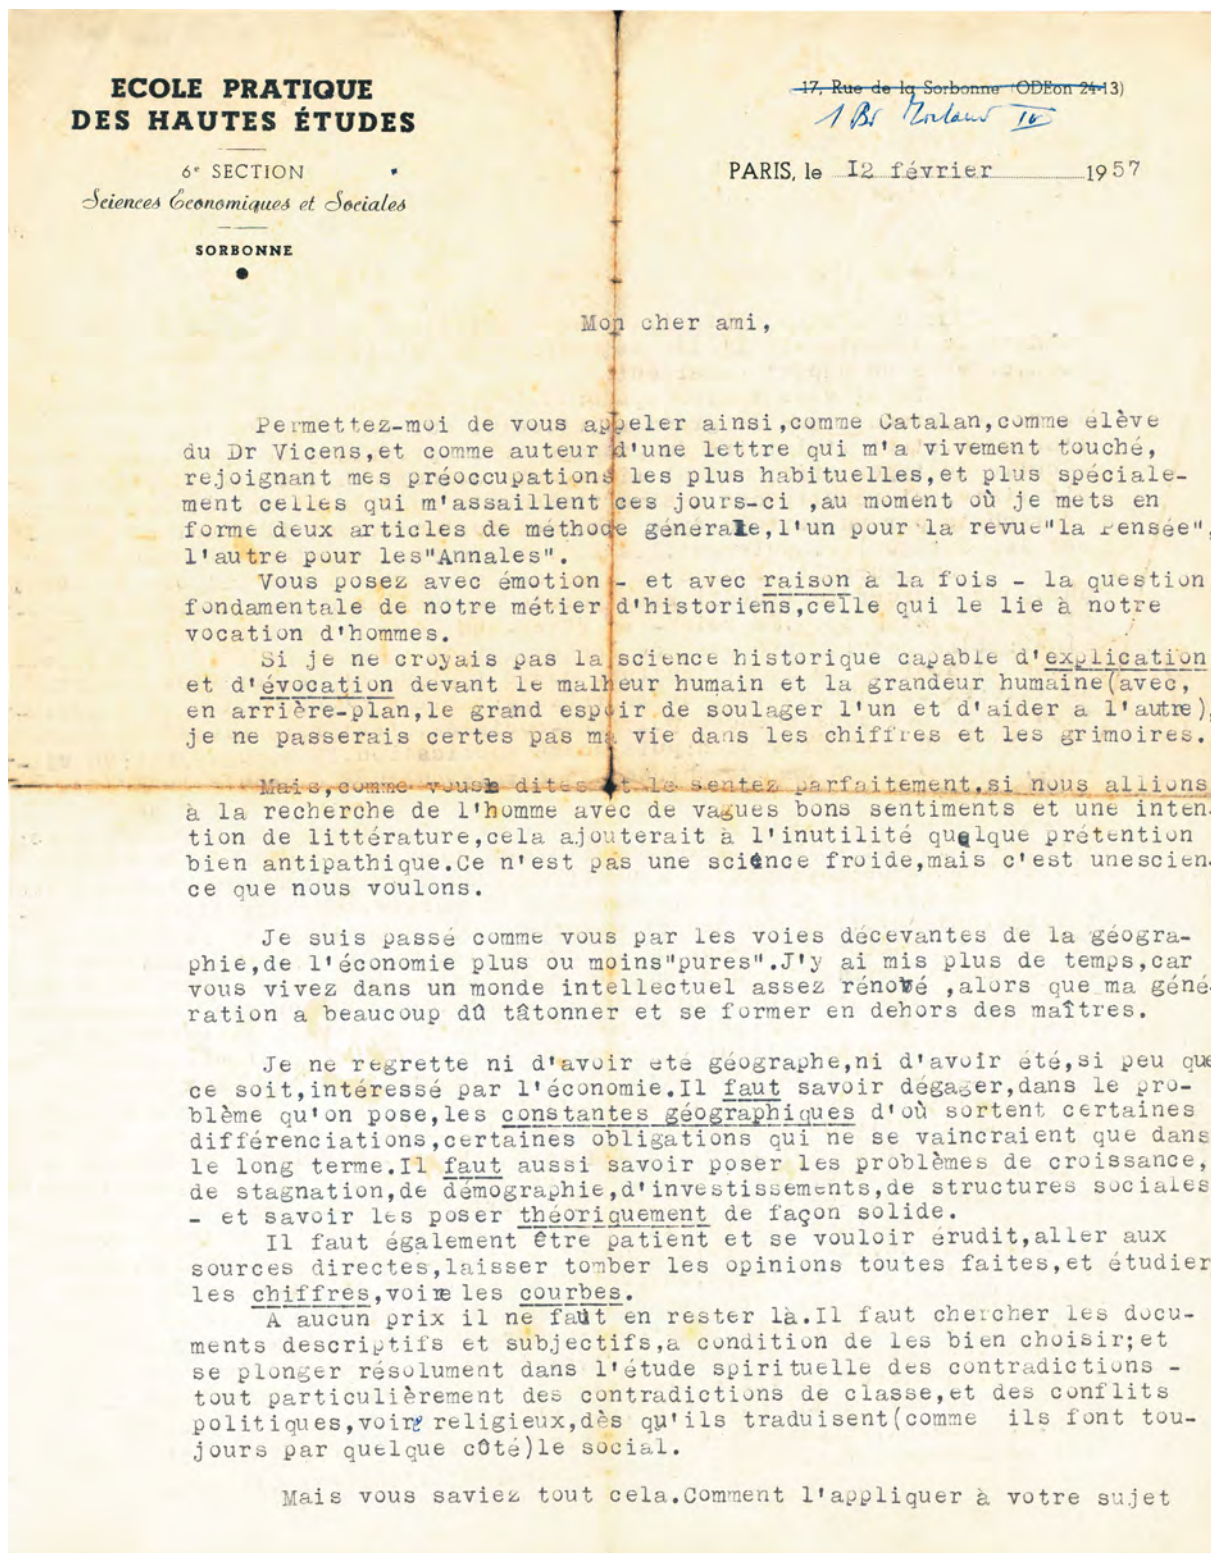 ECOLE PRATIQUE
DES HAUTES ÉTUDES
6e SECTION
Sciences Économiques et Sociales
SORBONNE
17, Rue de la Sorbonne (ODEon 24-13)
1 Bd Morland IV
PARIS, le 12 février 1957
Mon cher ami,
Permettez-moi de vous appeler ainsi,comme Catalan,comme élève
du Dr Vicens,et comme auteur d'une lettre qui m'a vivement touché,
rejoignant mes préoccupations les plus habituelles,et plus spéciale-
ment celles qui m'assaillent ces jours-ci ,au moment où je mets en
forme deux articles de méthode générale,l'un pour la revue"la Pensée",
l'autre pour les"Annales".
Vous posez avec émotion - et avec raison à la fois - la question
fondamentale de notre métier d'historiens,celle qui le lie à notre
vocation d'hommes.
Si je ne croyais pas la science historique capable d'explication
et d'évocation devant le malheur humain et la grandeur humaine(avec,
en arrière-plan,le grand espoir de soulager l'un et d'aider a l'autre),
je ne passerais certes pas ma vie dans les chiffres et les grimoires.
Mais,comme vous le dites et le sentez parfaitement,si nous allions
à la recherche de l'homme avec de vagues bons sentiments et une inten-
tion de littérature,cela ajouterait à l'inutilité quelque prétention
bien antipathique.Ce n'est pas une science froide,mais c'est unescien-
ce que nous voulons.
Je suis passé comme vous par les voies décevantes de la géogra-
phie,de l'économie plus ou moins"pures".J'y ai mis plus de temps,car
vous vivez dans un monde intellectuel assez rénové ,alors que ma géné-
ration a beaucoup dû tâtonner et se former en dehors des maîtres.
Je ne regrette ni d'avoir été géographe,ni d'avoir été,si peu que
ce soit,intéressé par l'économie.Il faut savoir dégager,dans le pro-
blème qu'on pose,les constantes géographiques d'où sortent certaines
différenciations,certaines obligations qui ne se vaincraient que dans
le long terme.Il faut aussi savoir poser les problèmes de croissance,
de stagnation,de démographie,d'investissements,de structures sociales
- et savoir les poser théoriquement de façon solide.
Il faut également être patient et se vouloir érudit,aller aux
sources directes,laisser tomber les opinions toutes faites,et étudier
les chiffres,voire les courbes.
A aucun prix il ne faut en rester là.Il faut chercher les docu-
ments descriptifs et subjectifs,a condition de les bien choisir;et
se plonger résolument dans l'étude spirituelle des contradictions -
tout particulièrement des contradictions de classe,et des conflits
politiques,voire religieux,dès qu'ils traduisent(comme ils font tou-
jours par quelque côté)le social.
Mais vous saviez tout cela.Comment l'appliquer à votre sujet